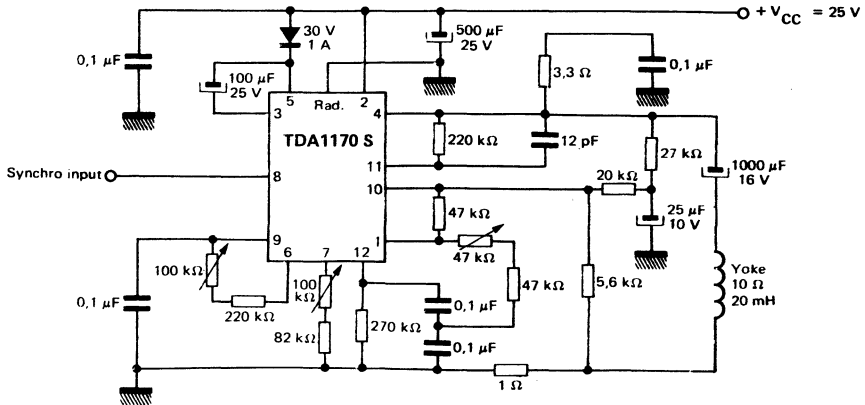 + VCC = 25 V
30 V
1 A
500 µF
25 V
0,1 µF
100 µF
25 V
3,3 Ω
0,1 µF
5
Rad.
2
3
4
TDA1170 S
220 kΩ
12 pF
27 kΩ
1000 µF
16 V
11
Synchro input
8
10
20 kΩ
47 kΩ
25 µF
10 V
9
6
7
12
1
47 kΩ
100 kΩ
100
kΩ
47 kΩ
5,6 kΩ
Yoke
10 Ω
20 mH
0,1 µF
220 kΩ
0,1 µF
82 kΩ
270 kΩ
0,1 µF
1 Ω